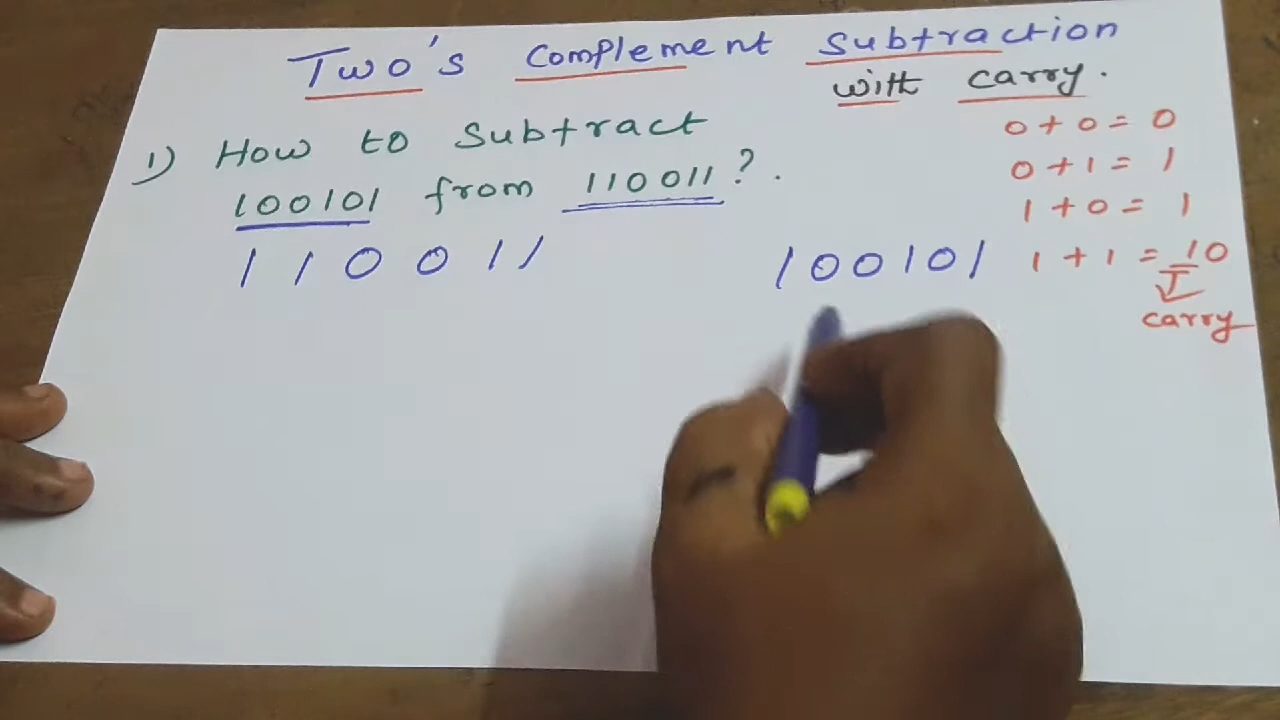 Two's complement subtraction
with carry.
1) How to subtract
100101 from 110011?.
110011
100101
0+0=0
0+1=1
1+0=1
1+1=10
carry